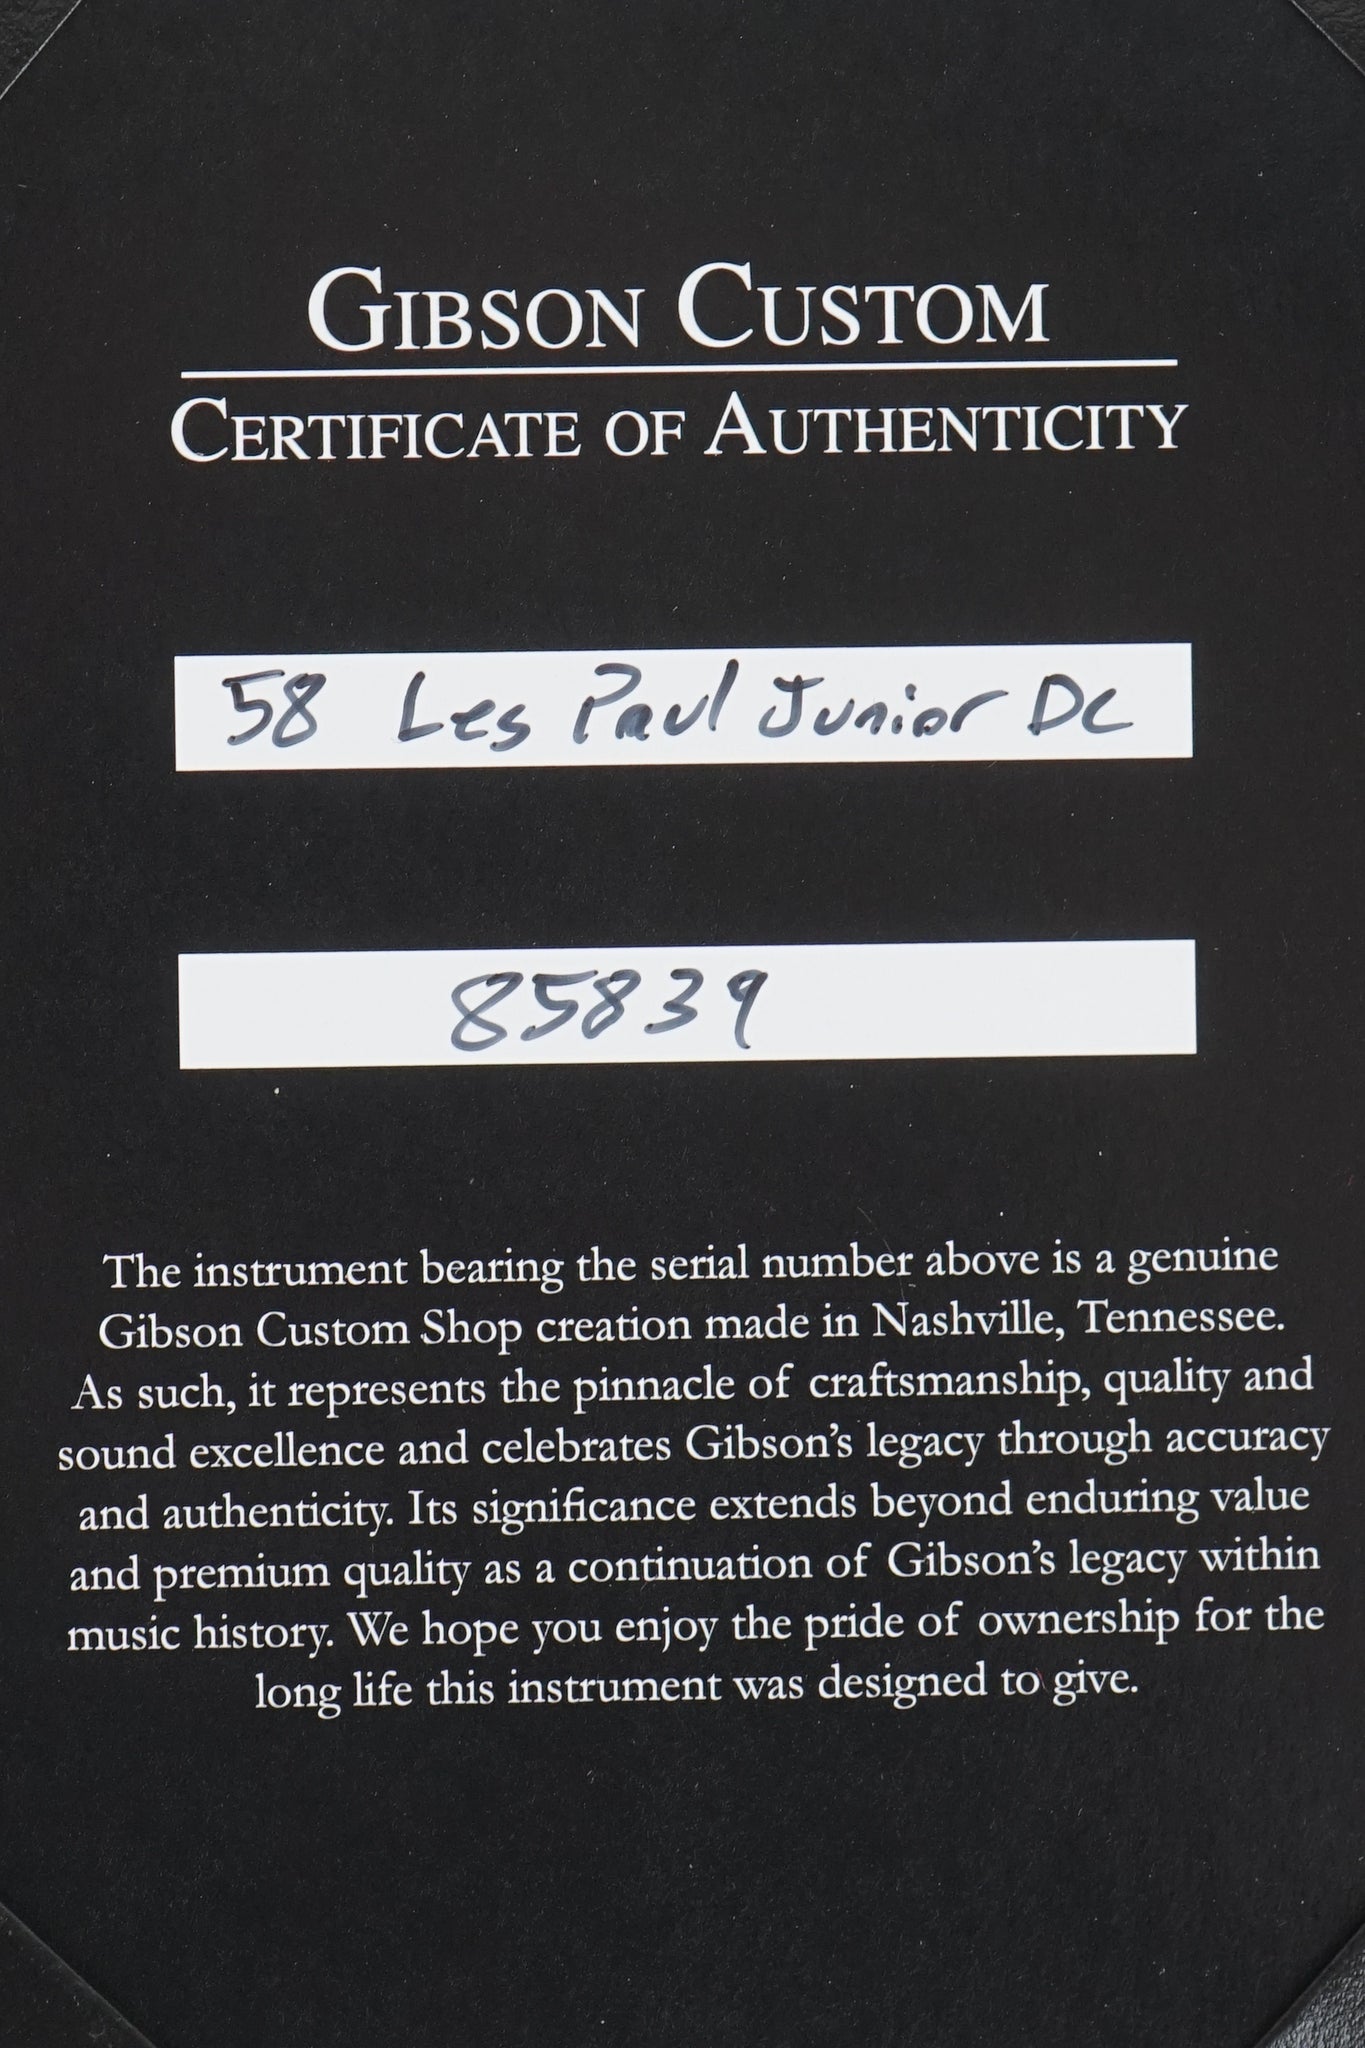 GIBSON CUSTOM
CERTIFICATE OF AUTHENTICITY
58 Les Paul Junior DC
85839
The instrument bearing the serial number above is a genuine
Gibson Custom Shop creation made in Nashville, Tennessee.
As such, it represents the pinnacle of craftsmanship, quality and
sound excellence and celebrates Gibson’s legacy through accuracy
and authenticity. Its significance extends beyond enduring value
and premium quality as a continuation of Gibson’s legacy within
music history. We hope you enjoy the pride of ownership for the
long life this instrument was designed to give.